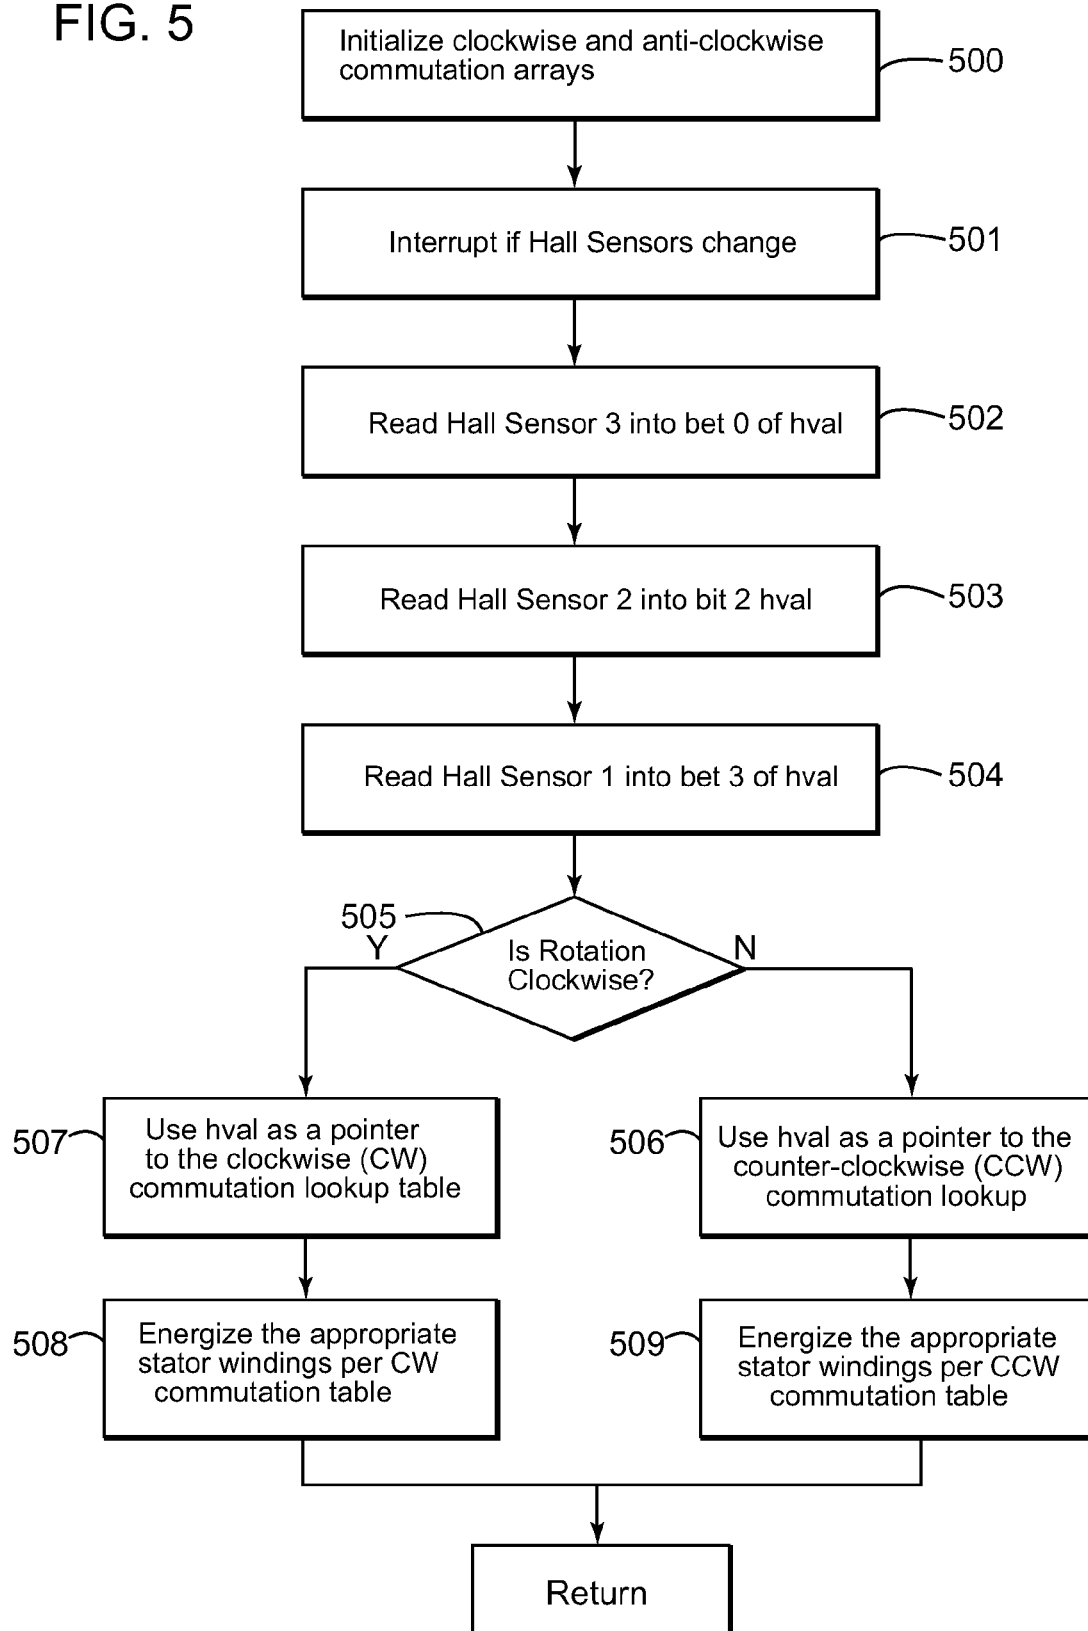 FIG. 5
Initialize clockwise and anti-clockwise
commutation arrays
500
Interrupt if Hall Sensors change
501
Read Hall Sensor 3 into bet 0 of hval
502
Read Hall Sensor 2 into bit 2 hval
503
Read Hall Sensor 1 into bet 3 of hval
504
505
Y
Is Rotation
Clockwise?
N
507
Use hval as a pointer
to the clockwise (CW)
commutation lookup table
506
Use hval as a pointer to the
counter-clockwise (CCW)
commutation lookup
508
Energize the appropriate
stator windings per CW
commutation table
509
Energize the appropriate
stator windings per CCW
commutation table
Return